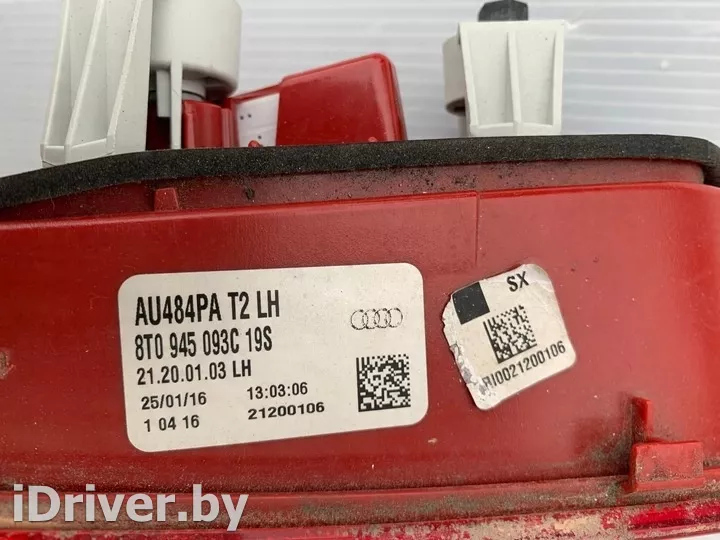 AU484PA T2 LH
8T0 945 093C 19S
21.20.01.03 LH
25/01/16 13:03:06
1 04 16 21200106
SX
RI0021200106
iDriver.by